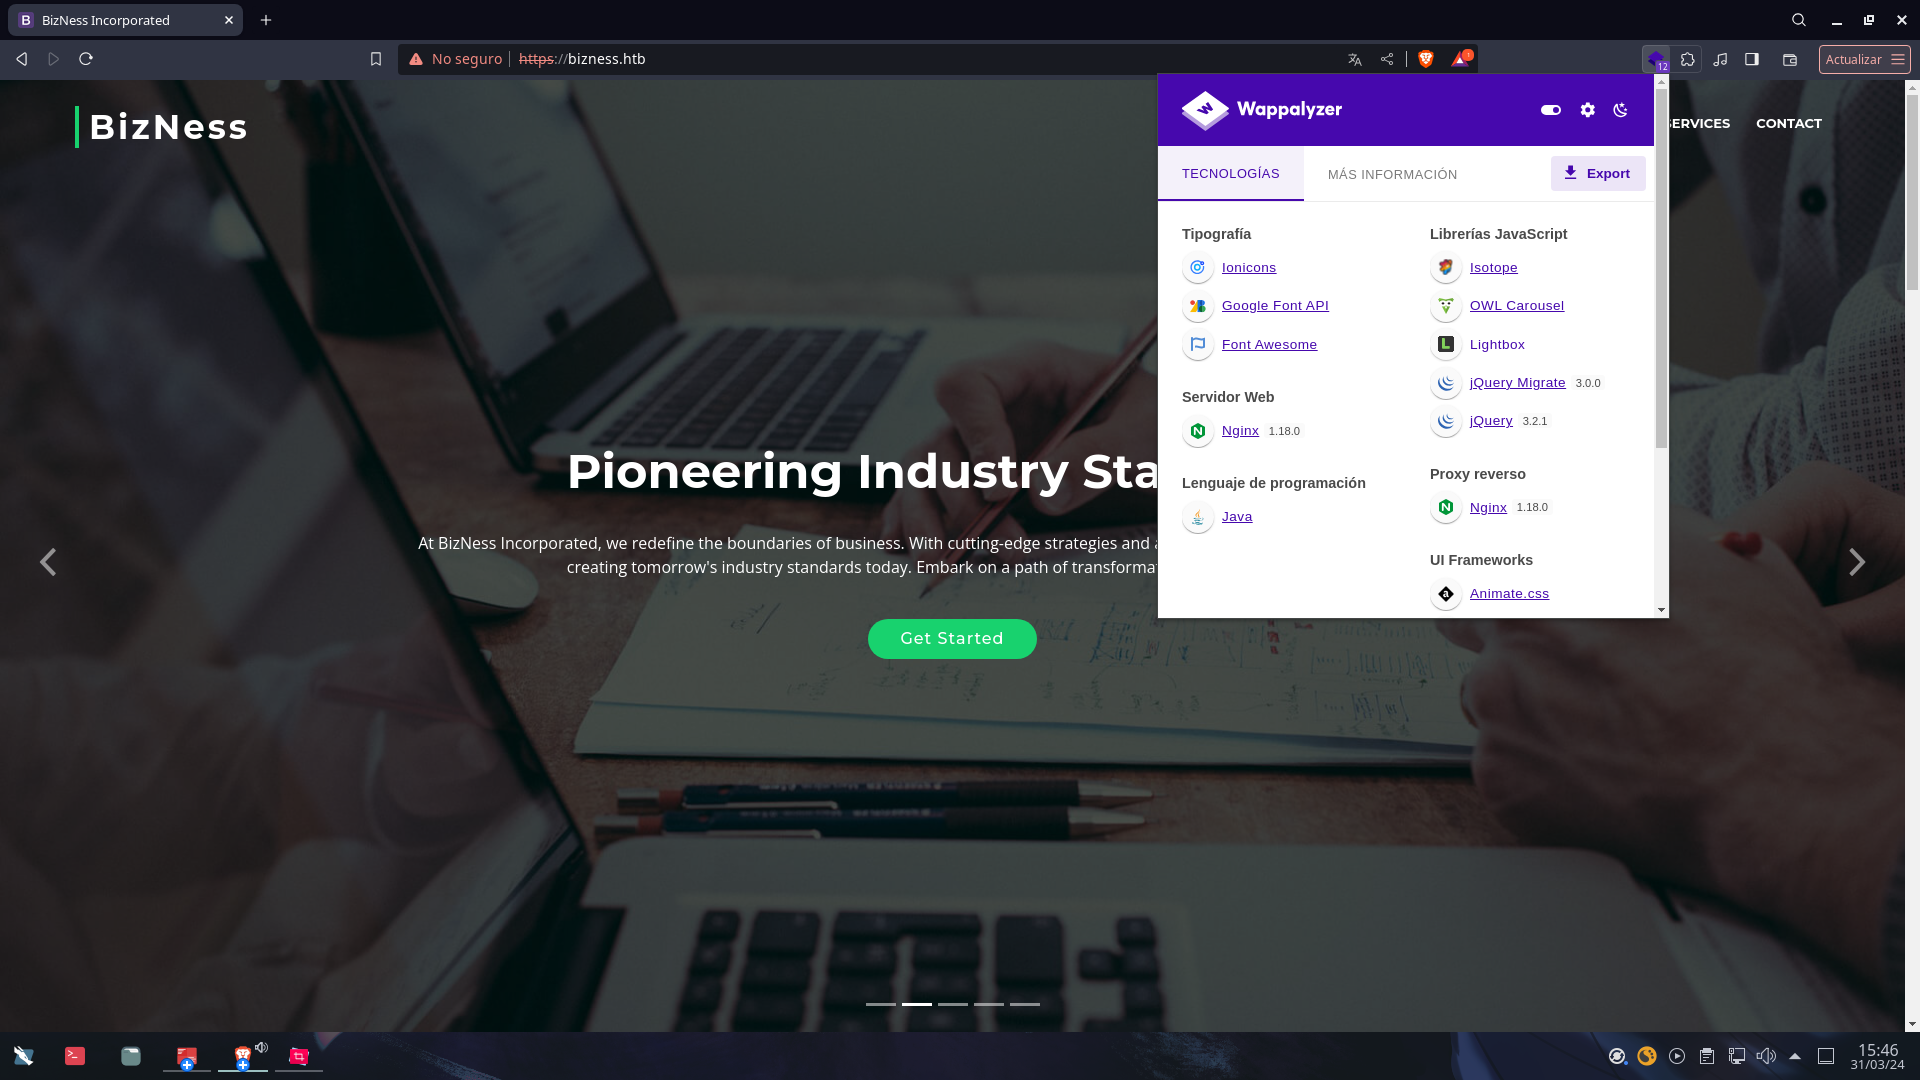 BizNess Incorporated
No seguro
https://bizness.htb
12
Actualizar
BizNess
SERVICES
CONTACT
Wappalyzer
TECNOLOGÍAS
MÁS INFORMACIÓN
Export
Tipografía
Ionicons
Google Font API
Font Awesome
Servidor Web
Nginx 1.18.0
Lenguaje de programación
Java
Librerías JavaScript
Isotope
OWL Carousel
Lightbox
jQuery Migrate 3.0.0
jQuery 3.2.1
Proxy reverso
Nginx 1.18.0
UI Frameworks
Animate.css
Pioneering Industry Sta
At BizNess Incorporated, we redefine the boundaries of business. With cutting-edge strategies and a
creating tomorrow's industry standards today. Embark on a path of transformat
Get Started
15:46
31/03/24